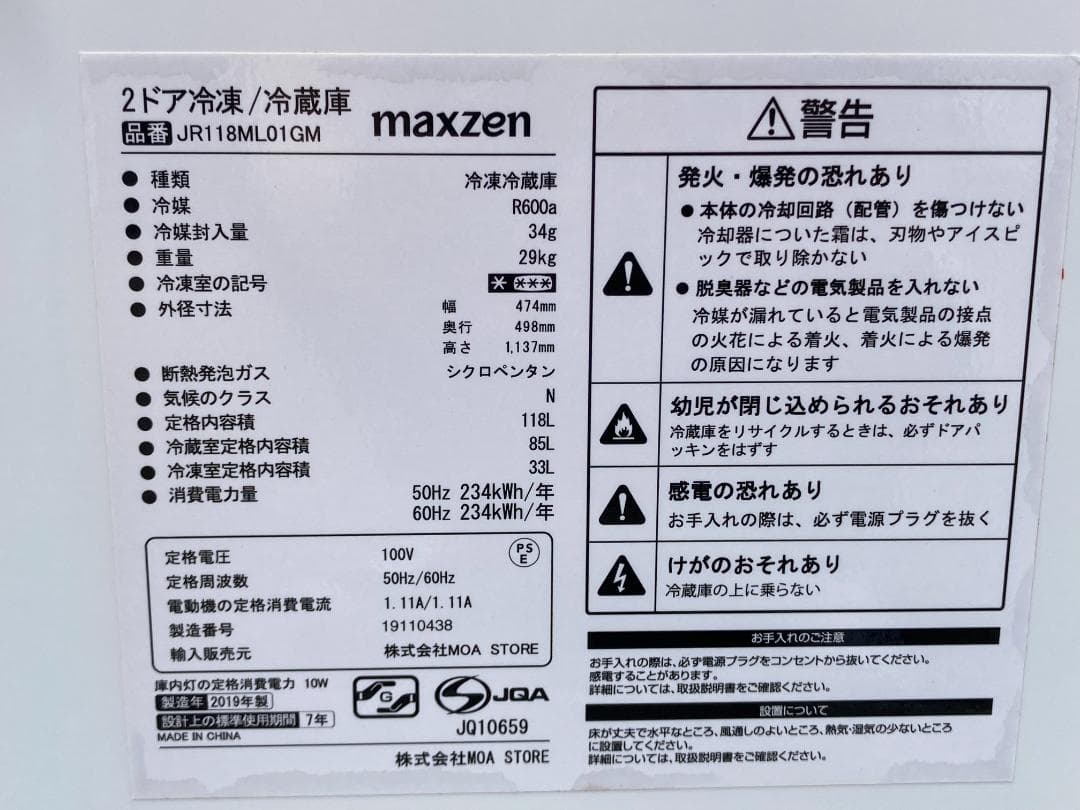 2ドア冷凍/冷蔵庫
品番 JR118ML01GM
maxzen
● 種類 冷凍冷蔵庫
● 冷媒 R600a
● 冷媒封入量 34g
● 重量 29kg
● 冷凍室の記号 * ***
● 外径寸法 幅 474mm
奥行 498mm
高さ 1,137mm
● 断熱発泡ガス シクロペンタン
● 気候のクラス N
● 定格内容積 118L
● 冷蔵室定格内容積 85L
● 冷凍室定格内容積 33L
● 消費電力量 50Hz 234kWh/年
60Hz 234kWh/年
定格電圧 100V
PS
E
定格周波数 50Hz/60Hz
電動機の定格消費電流 1.11A/1.11A
製造番号 19110438
輸入販売元 株式会社MOA STORE
庫内灯の定格消費電力 10W
製造年 2019年製
設計上の標準使用期間 7年
MADE IN CHINA
G
JQA
JQ10659
株式会社MOA STORE
警告
発火・爆発の恐れあり
● 本体の冷却回路（配管）を傷つけない
冷却器についた霜は、刃物やアイスピ
ックで取り除かない
● 脱臭器などの電気製品を入れない
冷媒が漏れていると電気製品の接点
の火花による着火、着火による爆発
の原因になります
幼児が閉じ込められるおそれあり
冷蔵庫をリサイクルするときは、必ずドアパ
ッキンをはずす
感電の恐れあり
お手入れの際は、必ず電源プラグを抜く
けがのおそれあり
冷蔵庫の上に乗らない
お手入れのご注意
お手入れの際は、必ず電源プラグをコンセントから抜いてください。
感電することがあります。
詳細については、取扱説明書をご確認ください。
設置について
床が丈夫で水平なところ、風通しのよいところ、熱気・湿気の少ないところ
に設置してください。
詳細については、取扱説明書をご確認ください。